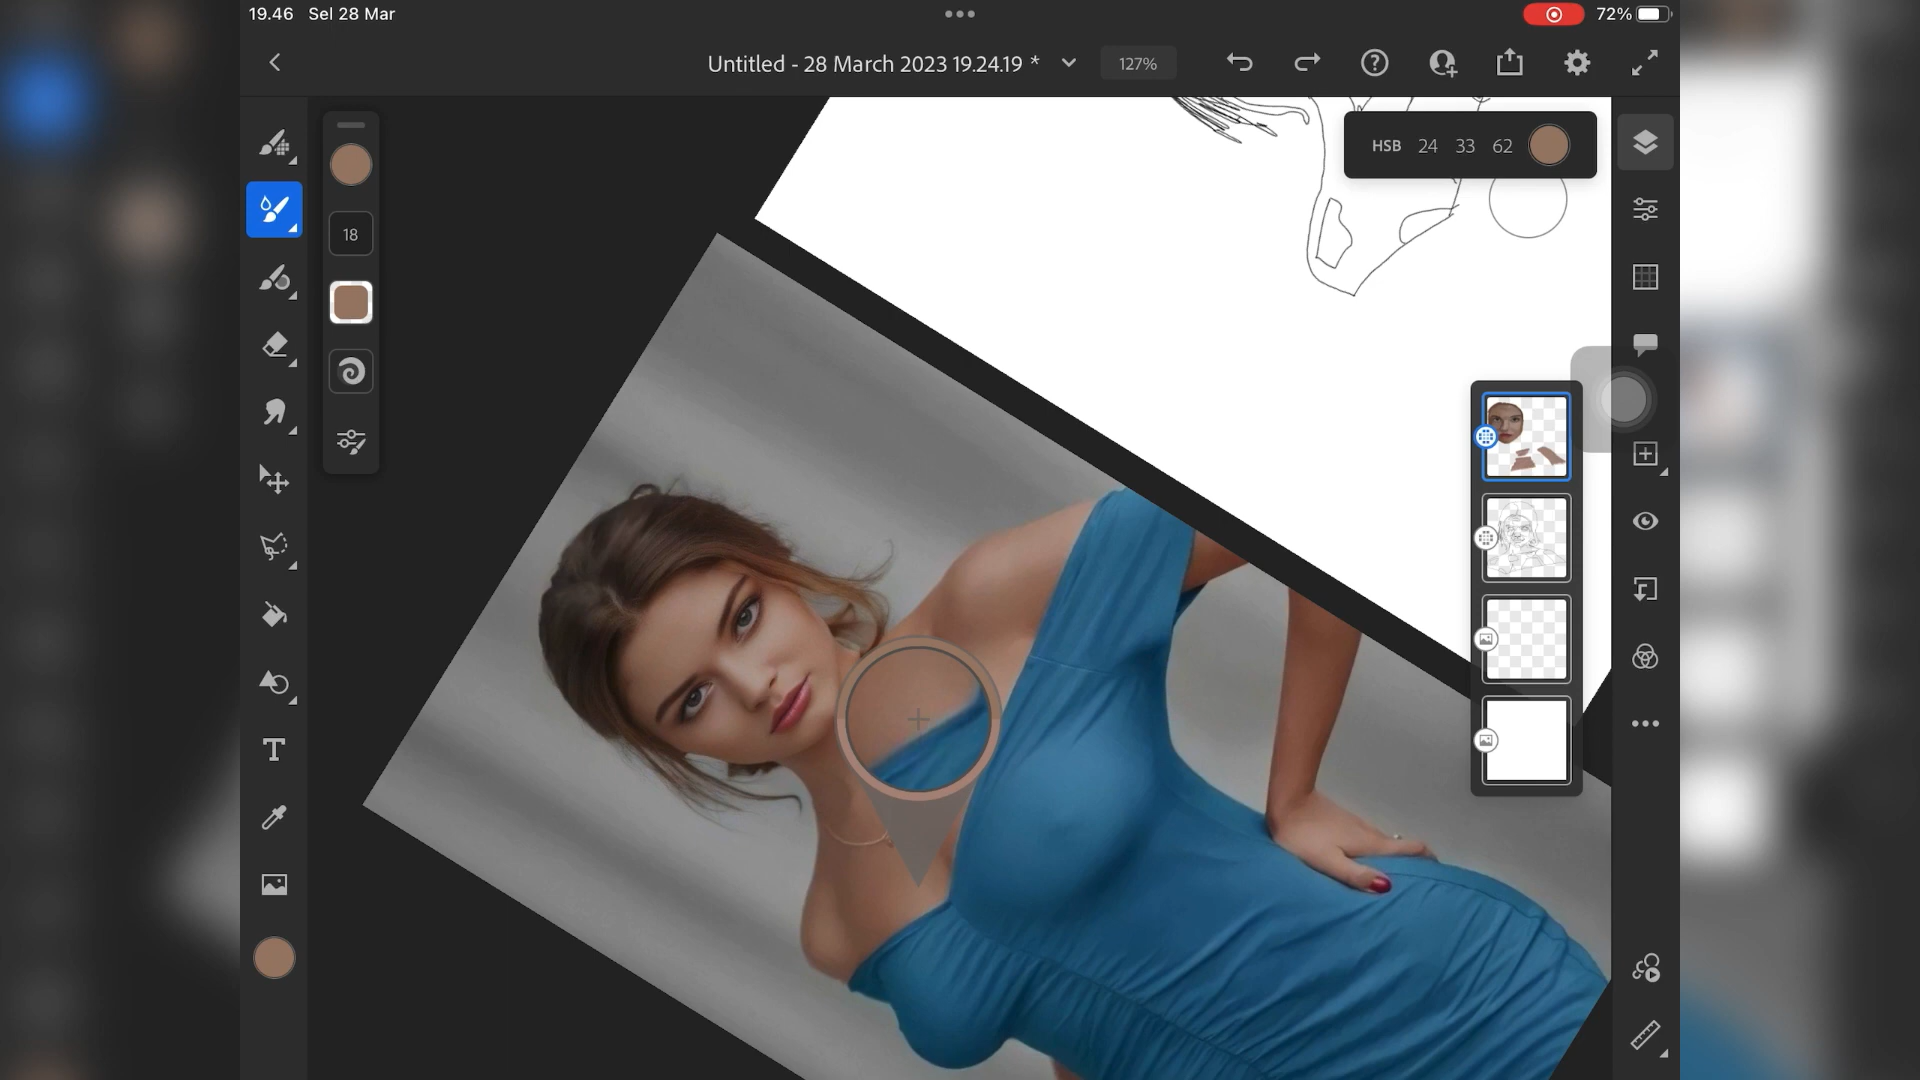 19.46 Sel 28 Mar
72%
Untitled - 28 March 2023 19.24.19 *
127%
HSB 24 33 62
18
T